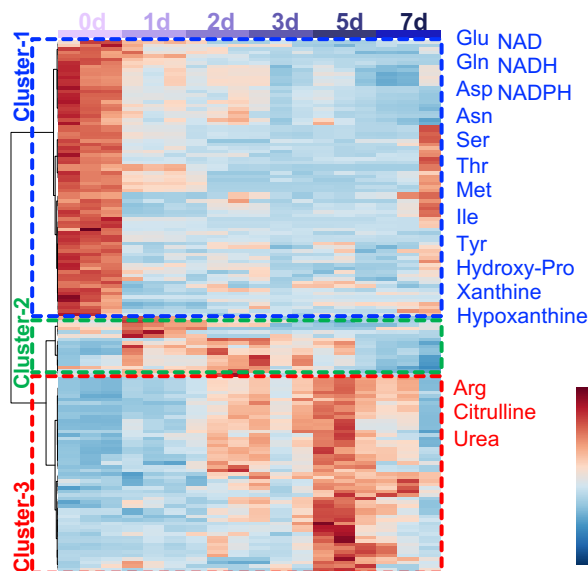 0d 1d 2d 3d 5d 7d
Cluster-1
Cluster-2
Cluster-3
Glu NAD
Gln NADH
Asp NADPH
Asn
Ser
Thr
Met
Ile
Tyr
Hydroxy-Pro
Xanthine
Hypoxanthine
Arg
Citrulline
Urea